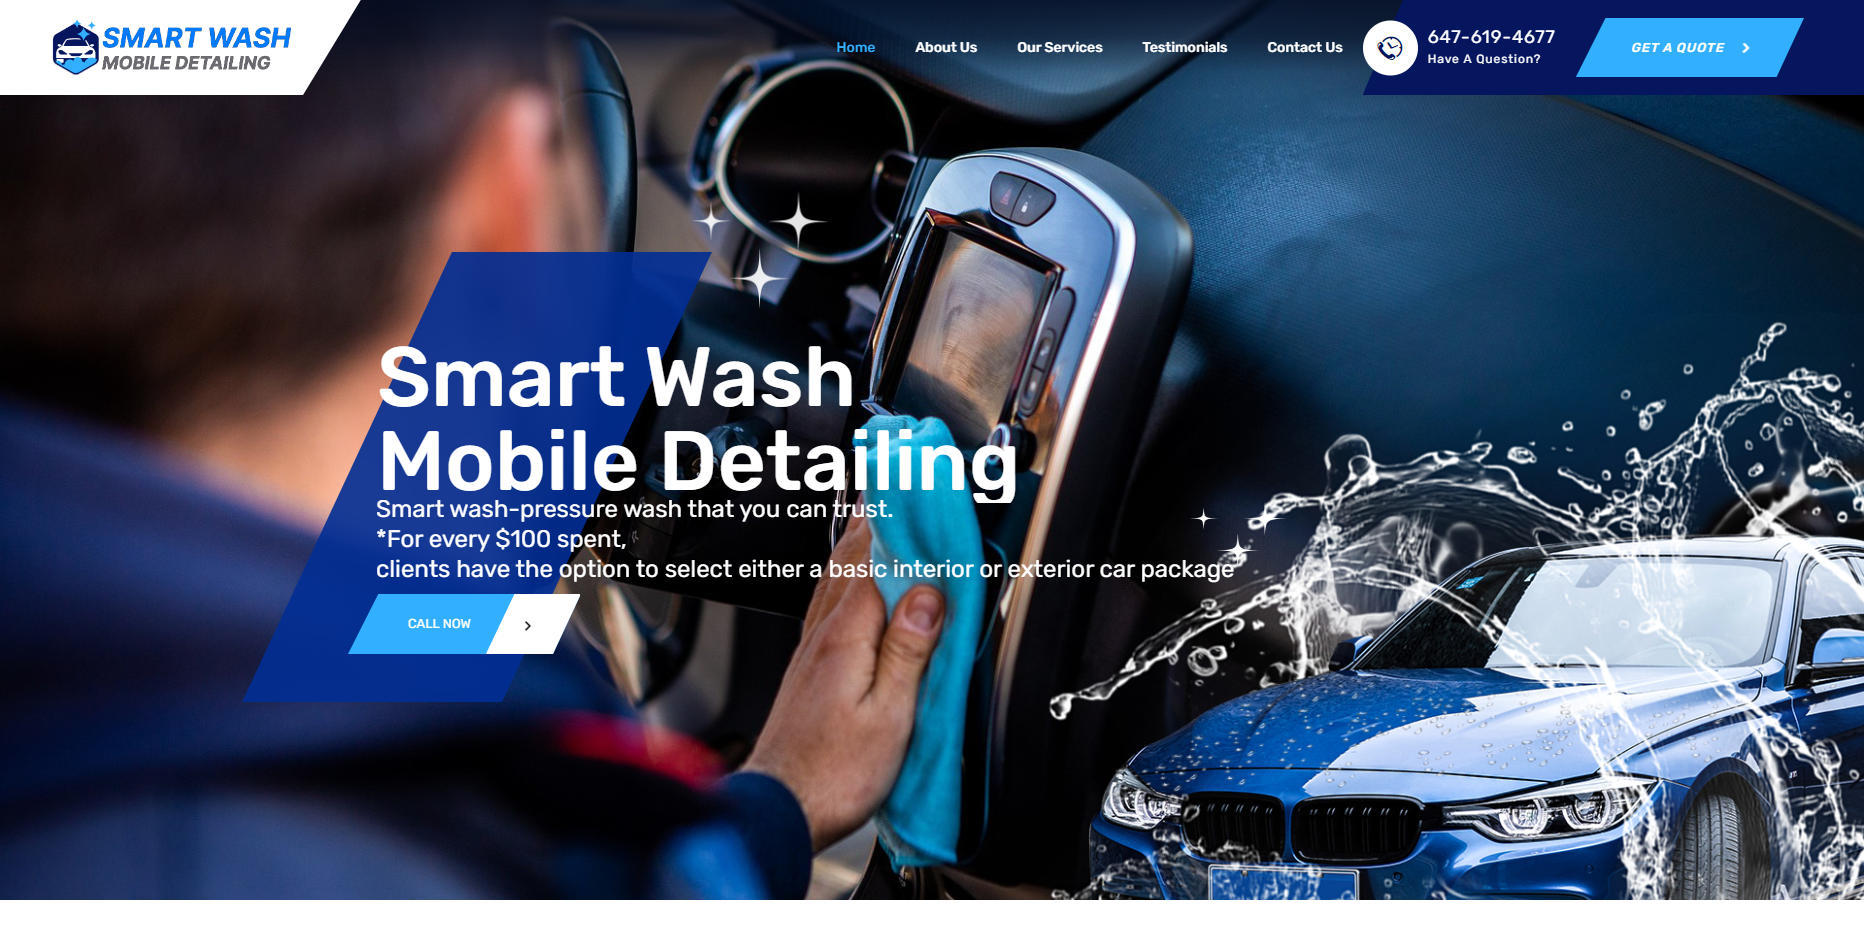 SMART WASH
MOBILE DETAILING
Home
About Us
Our Services
Testimonials
Contact Us
647-619-4677
Have A Question?
GET A QUOTE
Smart Wash
Mobile Detailing
Smart wash-pressure wash that you can trust.
*For every $100 spent,
clients have the option to select either a basic interior or exterior car package
CALL NOW